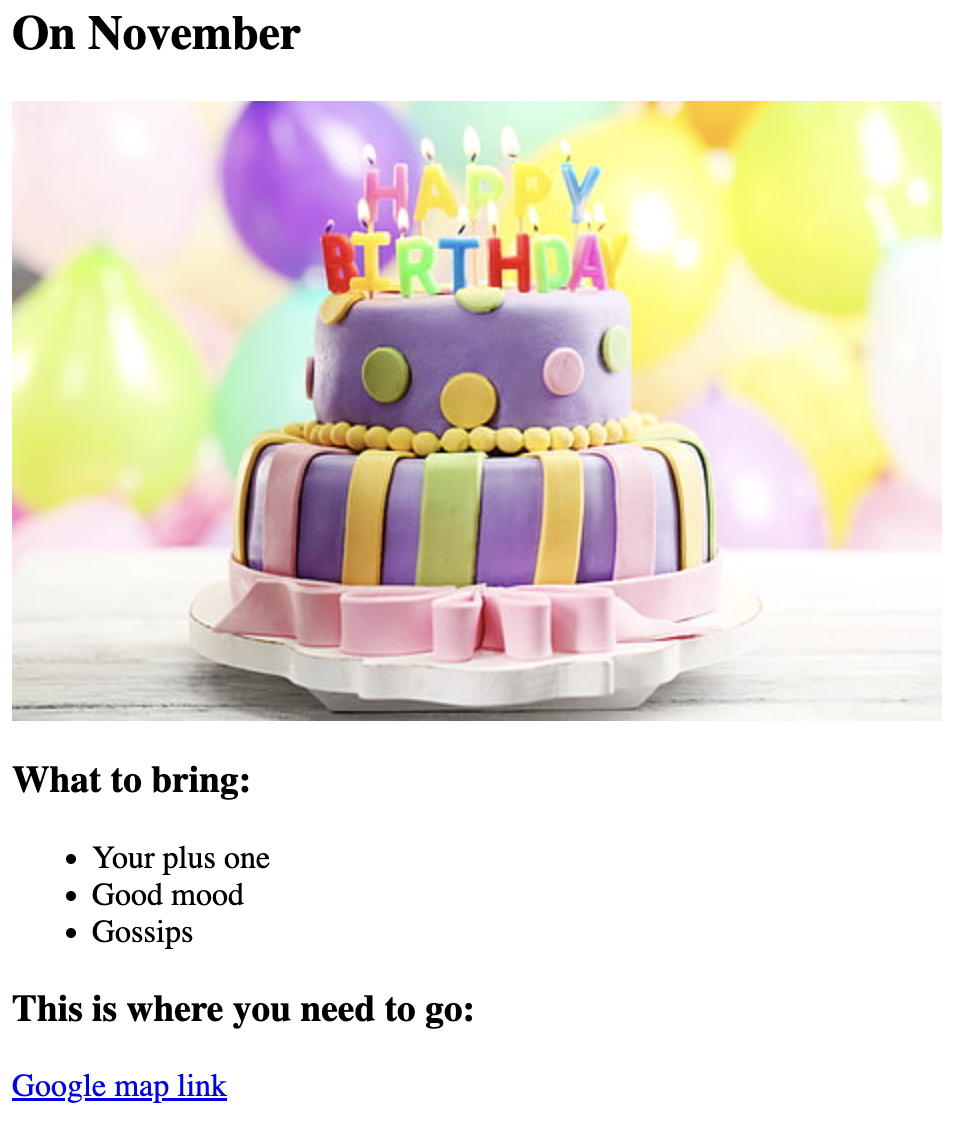 On November
HAPPY
BIRTHDAY
What to bring:
Your plus one
Good mood
Gossips
This is where you need to go:
Google map link